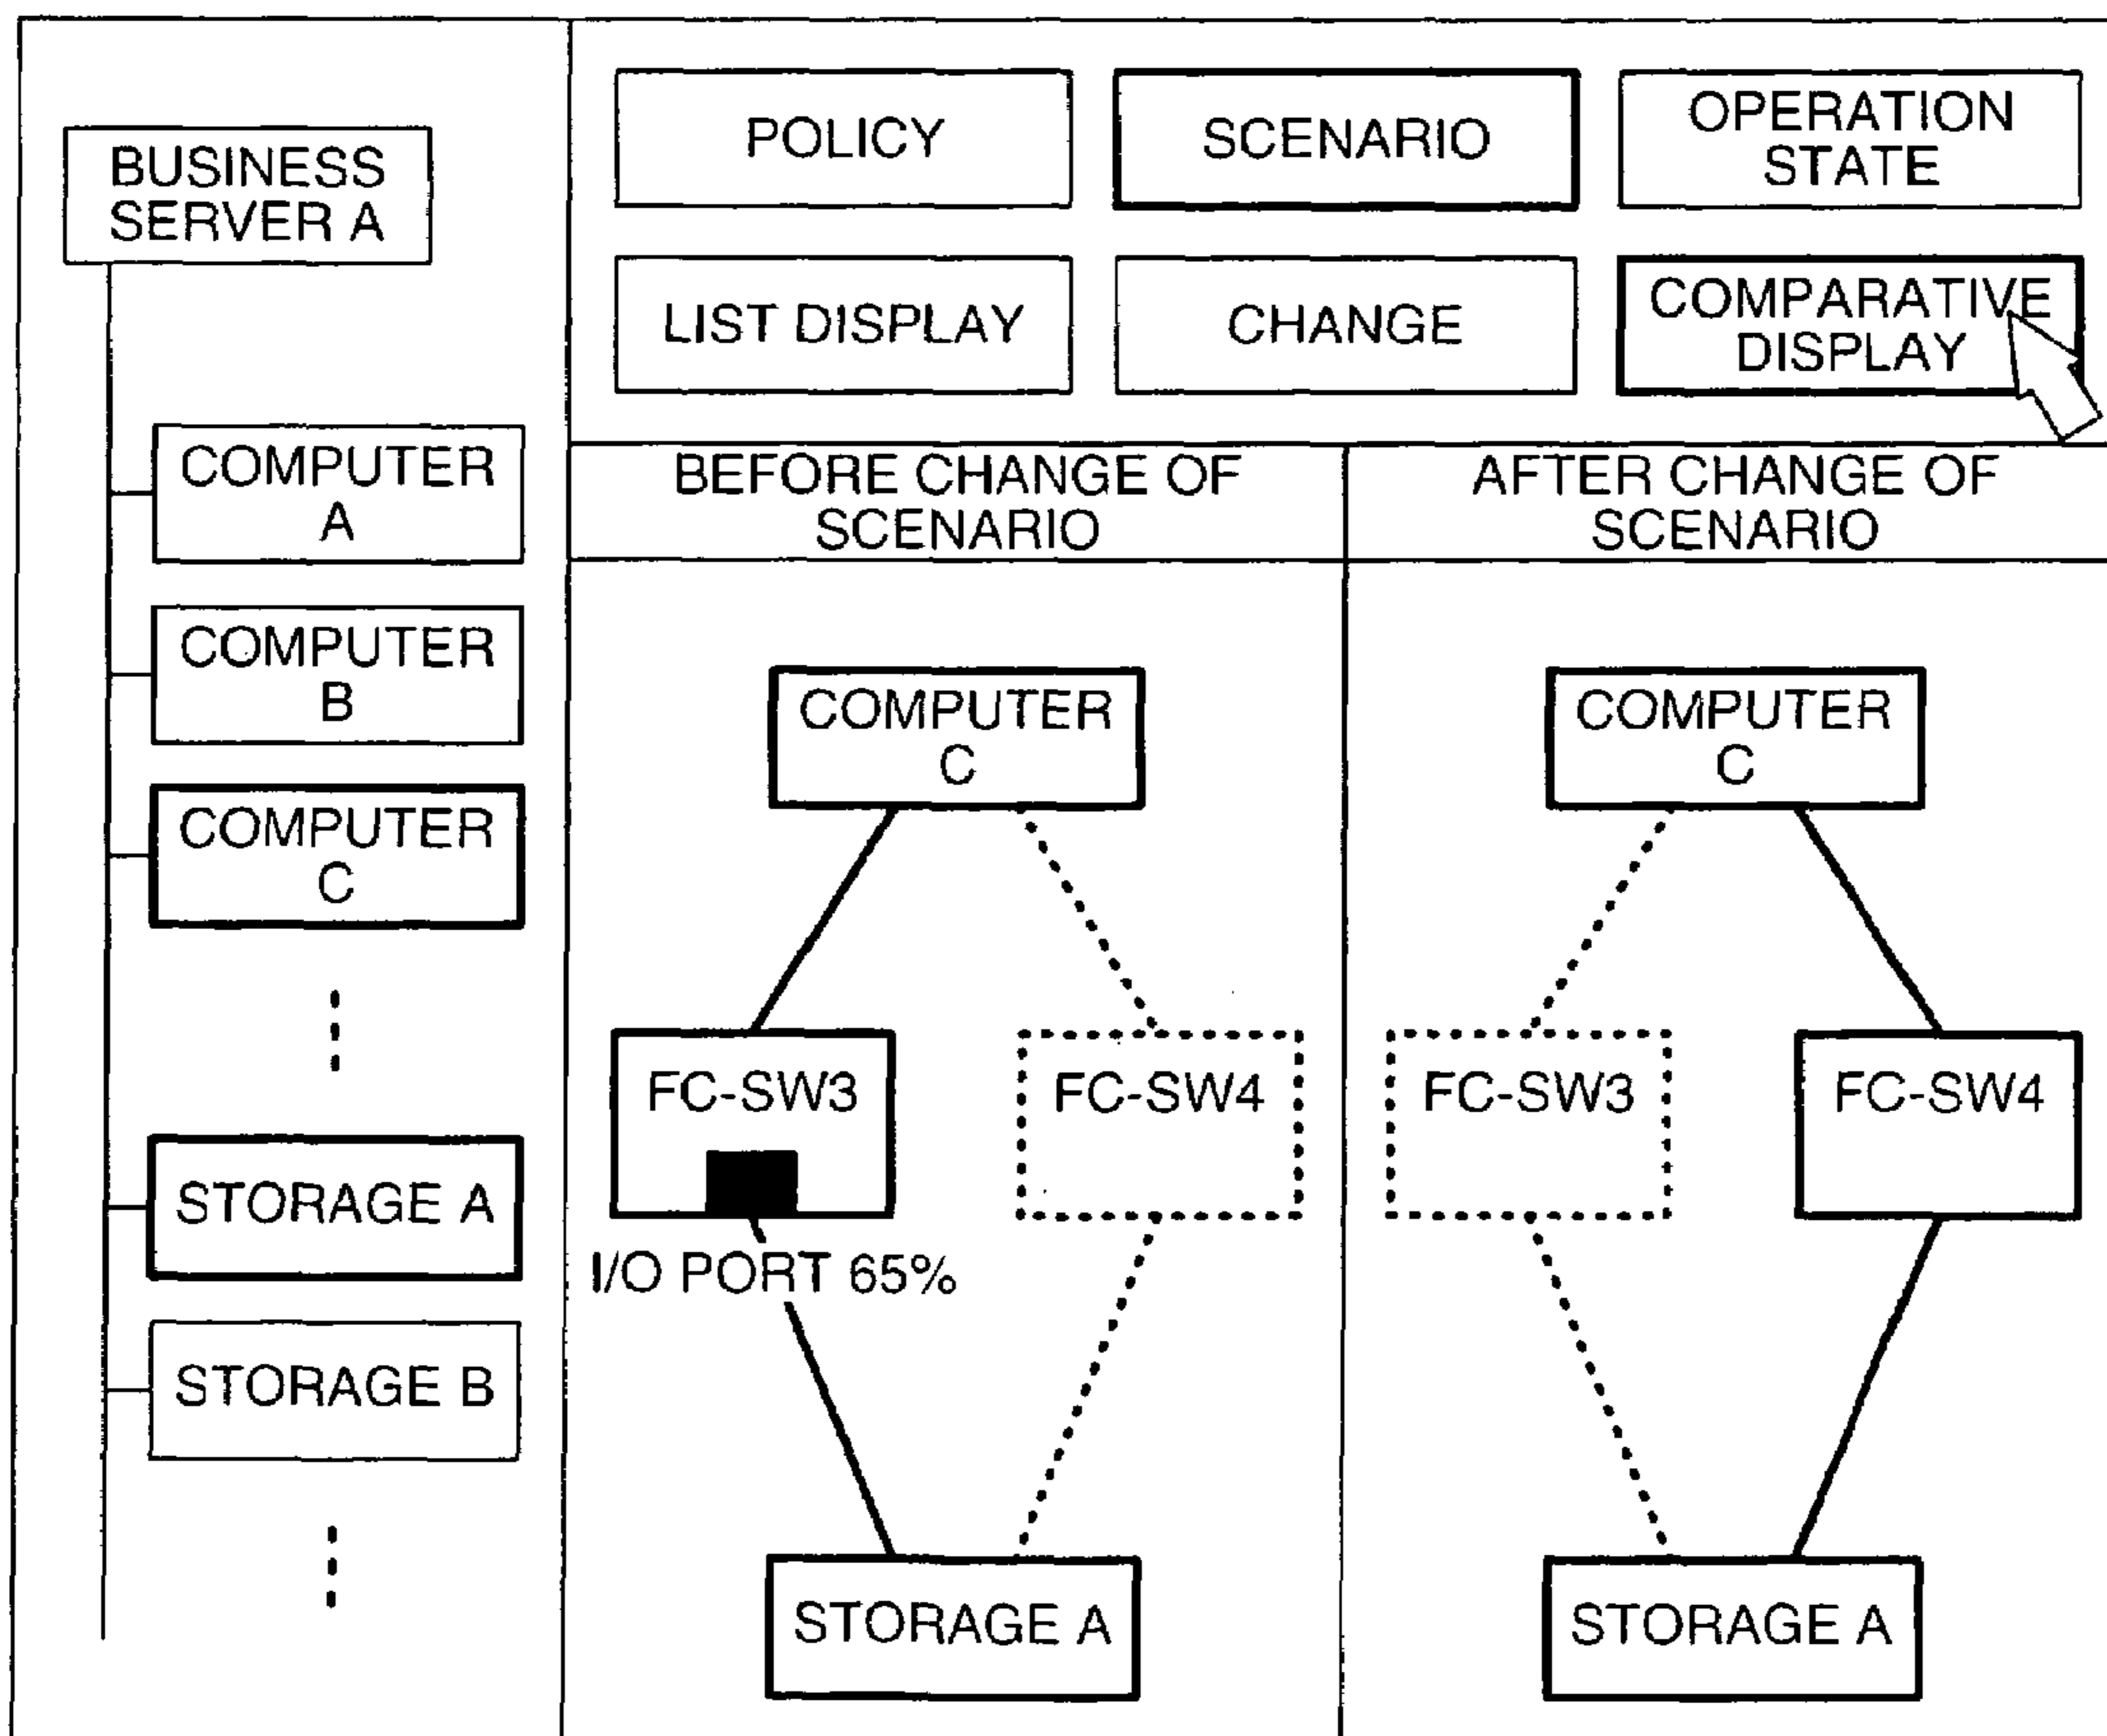 BUSINESS
SERVER A
COMPUTER
A
COMPUTER
B
COMPUTER
C
STORAGE A
STORAGE B
POLICY
SCENARIO
OPERATION
STATE
LIST DISPLAY
CHANGE
COMPARATIVE
DISPLAY
BEFORE CHANGE OF
SCENARIO
COMPUTER
C
FC-SW3
FC-SW4
I/O PORT 65%
STORAGE A
AFTER CHANGE OF
SCENARIO
COMPUTER
C
FC-SW3
FC-SW4
STORAGE A